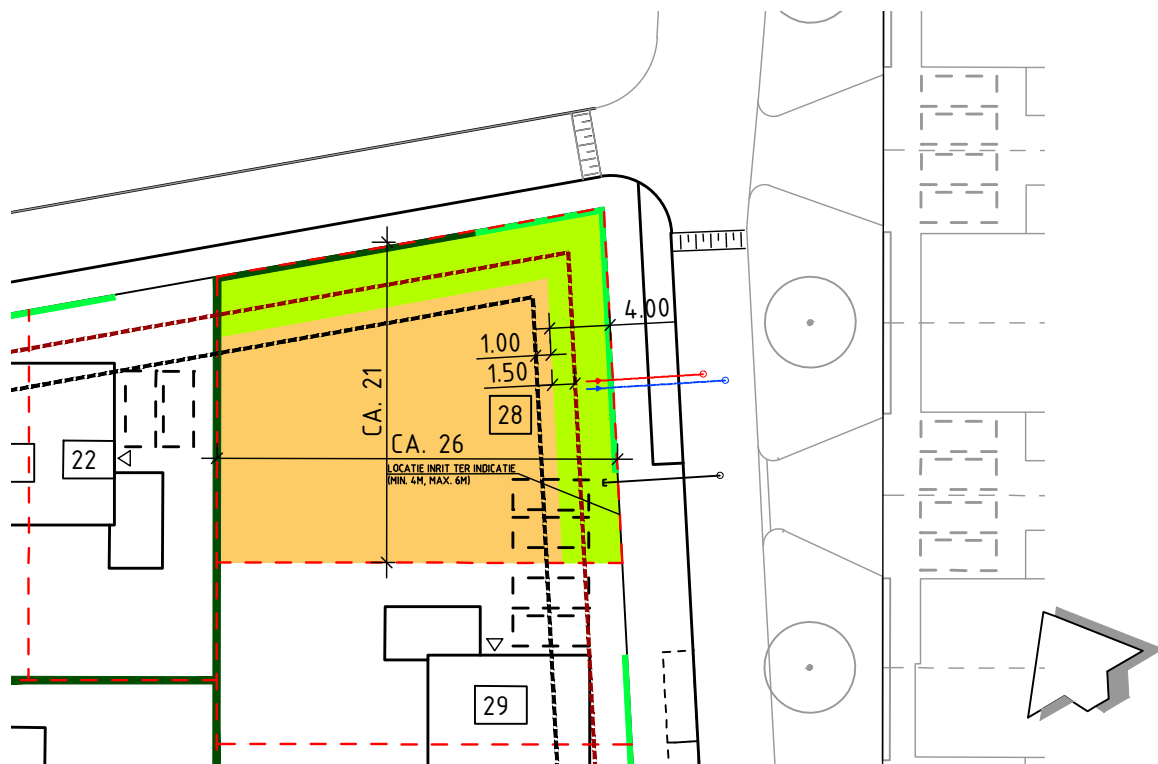 4.00
1.00
1.50
CA. 21
28
CA. 26
22
LOCATIE INRIT TER INDICATIE
(MIN. 4M, MAX. 6M)
29